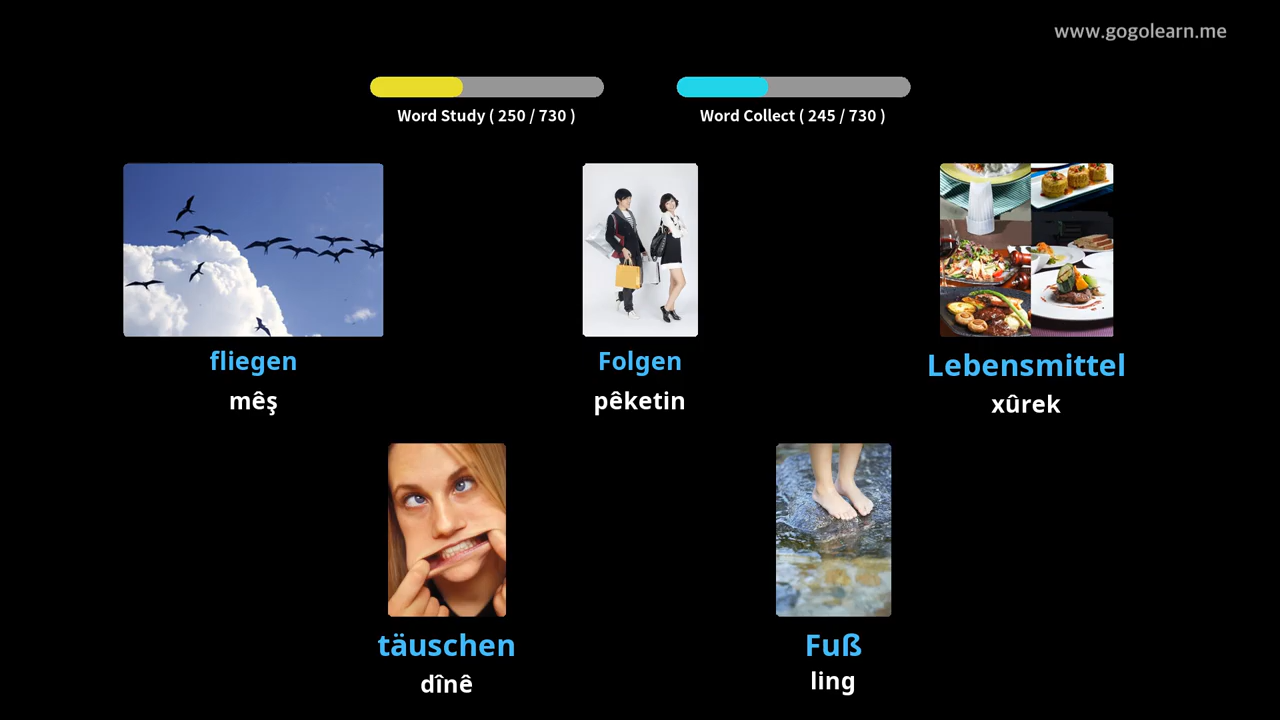 www.gogolearn.me
Word Study ( 250 / 730 )
Word Collect ( 245 / 730 )
fliegen
mêş
Folgen
pêketin
Lebensmittel
xûrek
täuschen
dînê
Fuß
ling